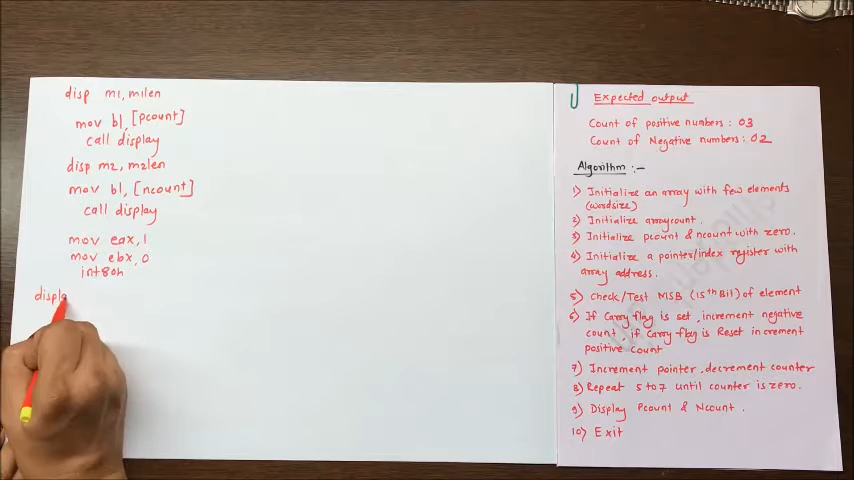 disp m1, m1len
mov bl, [pcount]
call display
disp m2, m2len
mov bl, [ncount]
call display
mov eax, 1
mov ebx, 0
int80h
displa
Expected output
Count of positive numbers : 03
Count of Negative numbers : 02
Algorithm :-
1) Initialize an array with few elements
(wordsize)
2) Initialize arraycount.
3) Initialize pcount & ncount with zero.
4) Initialize a pointer/index register with
array address.
5) Check/Test MSB (15th Bit) of element
6) If Carry flag is set, increment negative
count. if Carry flag is Reset increment
positive count
7) Increment pointer, decrement counter
8) Repeat 5 to 7 until counter is zero.
9) Display Pcount & Ncount.
10) Exit